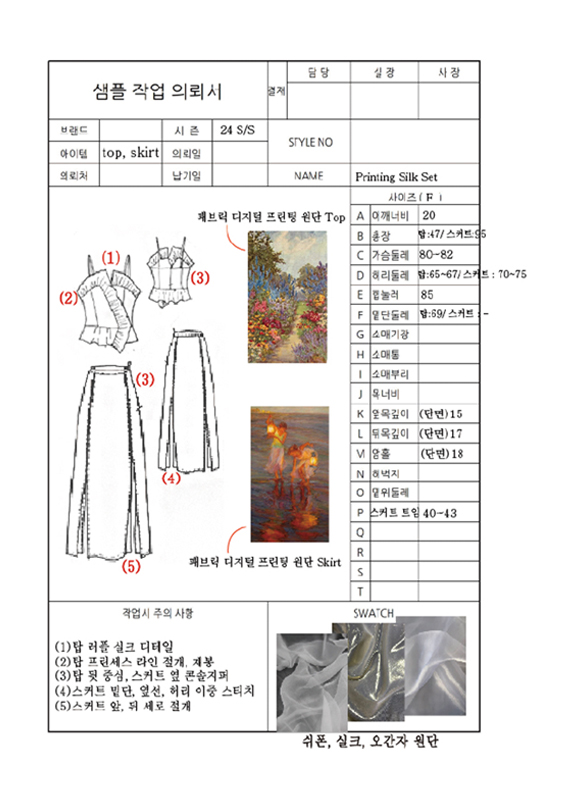 샘플 작업 의뢰서
결재
담 당
실 장
사 장
브랜드
시 즌
24 S/S
STYLE NO
아이템
top, skirt
의뢰일
의뢰처
납기일
NAME
Printing Silk Set
사이즈( F )
패브릭 디지털 프린팅 원단 Top
(1)
(2)
(3)
(3)
(4)
(5)
패브릭 디지털 프린팅 원단 Skirt
A 어깨너비 20
B 총장 탑:47/ 스커트:95
C 가슴둘레 80~82
D 허리둘레 탑:65~67/ 스커트 : 70~75
E 힙둘러 85
F 밑단둘레 탑:69/ 스커트 : -
G 소매기장
H 소매통
I 소매부리
J 목너비
K 앞목깊이 (단면)15
L 뒤목깊이 (단면)17
M 암홀 (단면)18
N 허벅지
O 밑위둘레
P 스커트 트임 40~43
Q
R
S
T
작업시 주의 사항
(1)탑 러플 실크 디테일
(2)탑 프린세스 라인 절개, 재봉
(3)탑 뒷 중심, 스커트 옆 콘솔지퍼
(4)스커트 밑단, 옆선, 허리 이중 스티치
(5)스커트 앞, 뒤 세로 절개
SWATCH
쉬폰, 실크, 오간자 원단